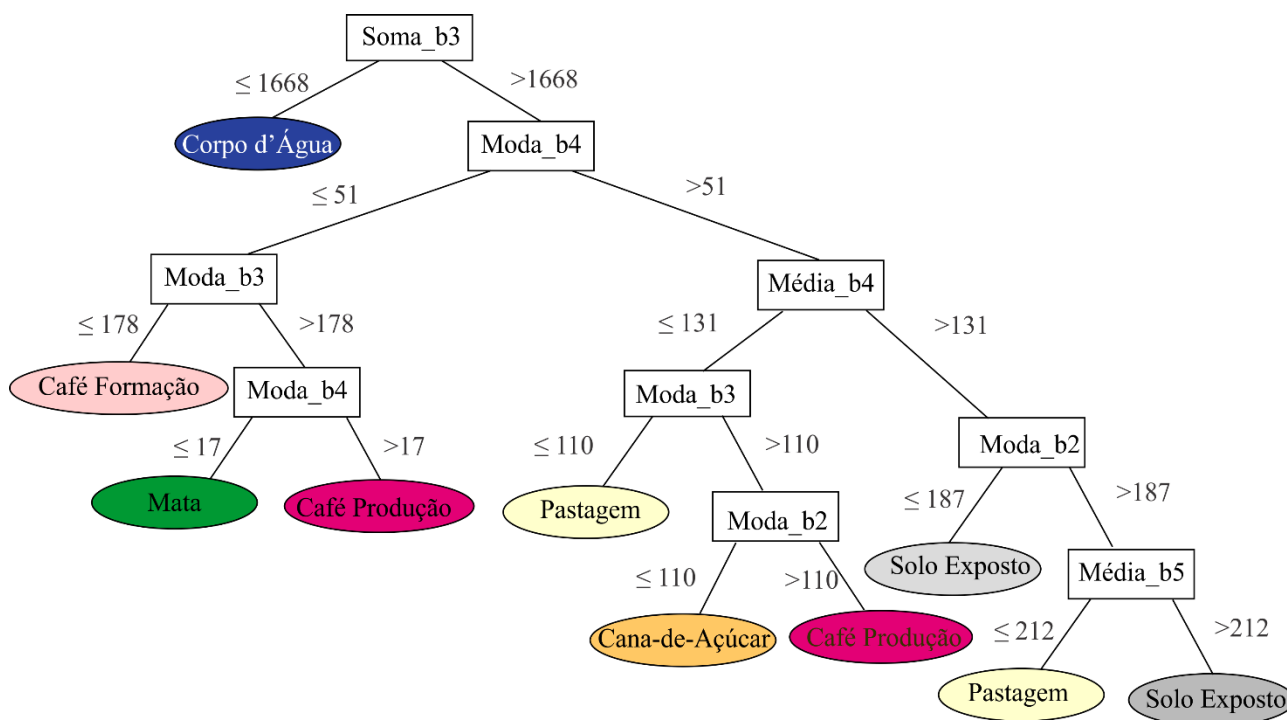 Soma_b3
≤ 1668
>1668
Corpo d'Água
Moda_b4
≤ 51
>51
Moda_b3
Média_b4
≤ 178
>178
≤ 131
>131
Café Formação
Moda_b4
Moda_b3
Moda_b2
≤ 17
>17
≤ 110
>110
≤ 187
>187
Mata
Café Produção
Pastagem
Moda_b2
Solo Exposto
Média_b5
≤ 110
>110
≤ 212
>212
Cana-de-Açúcar
Café Produção
Pastagem
Solo Exposto